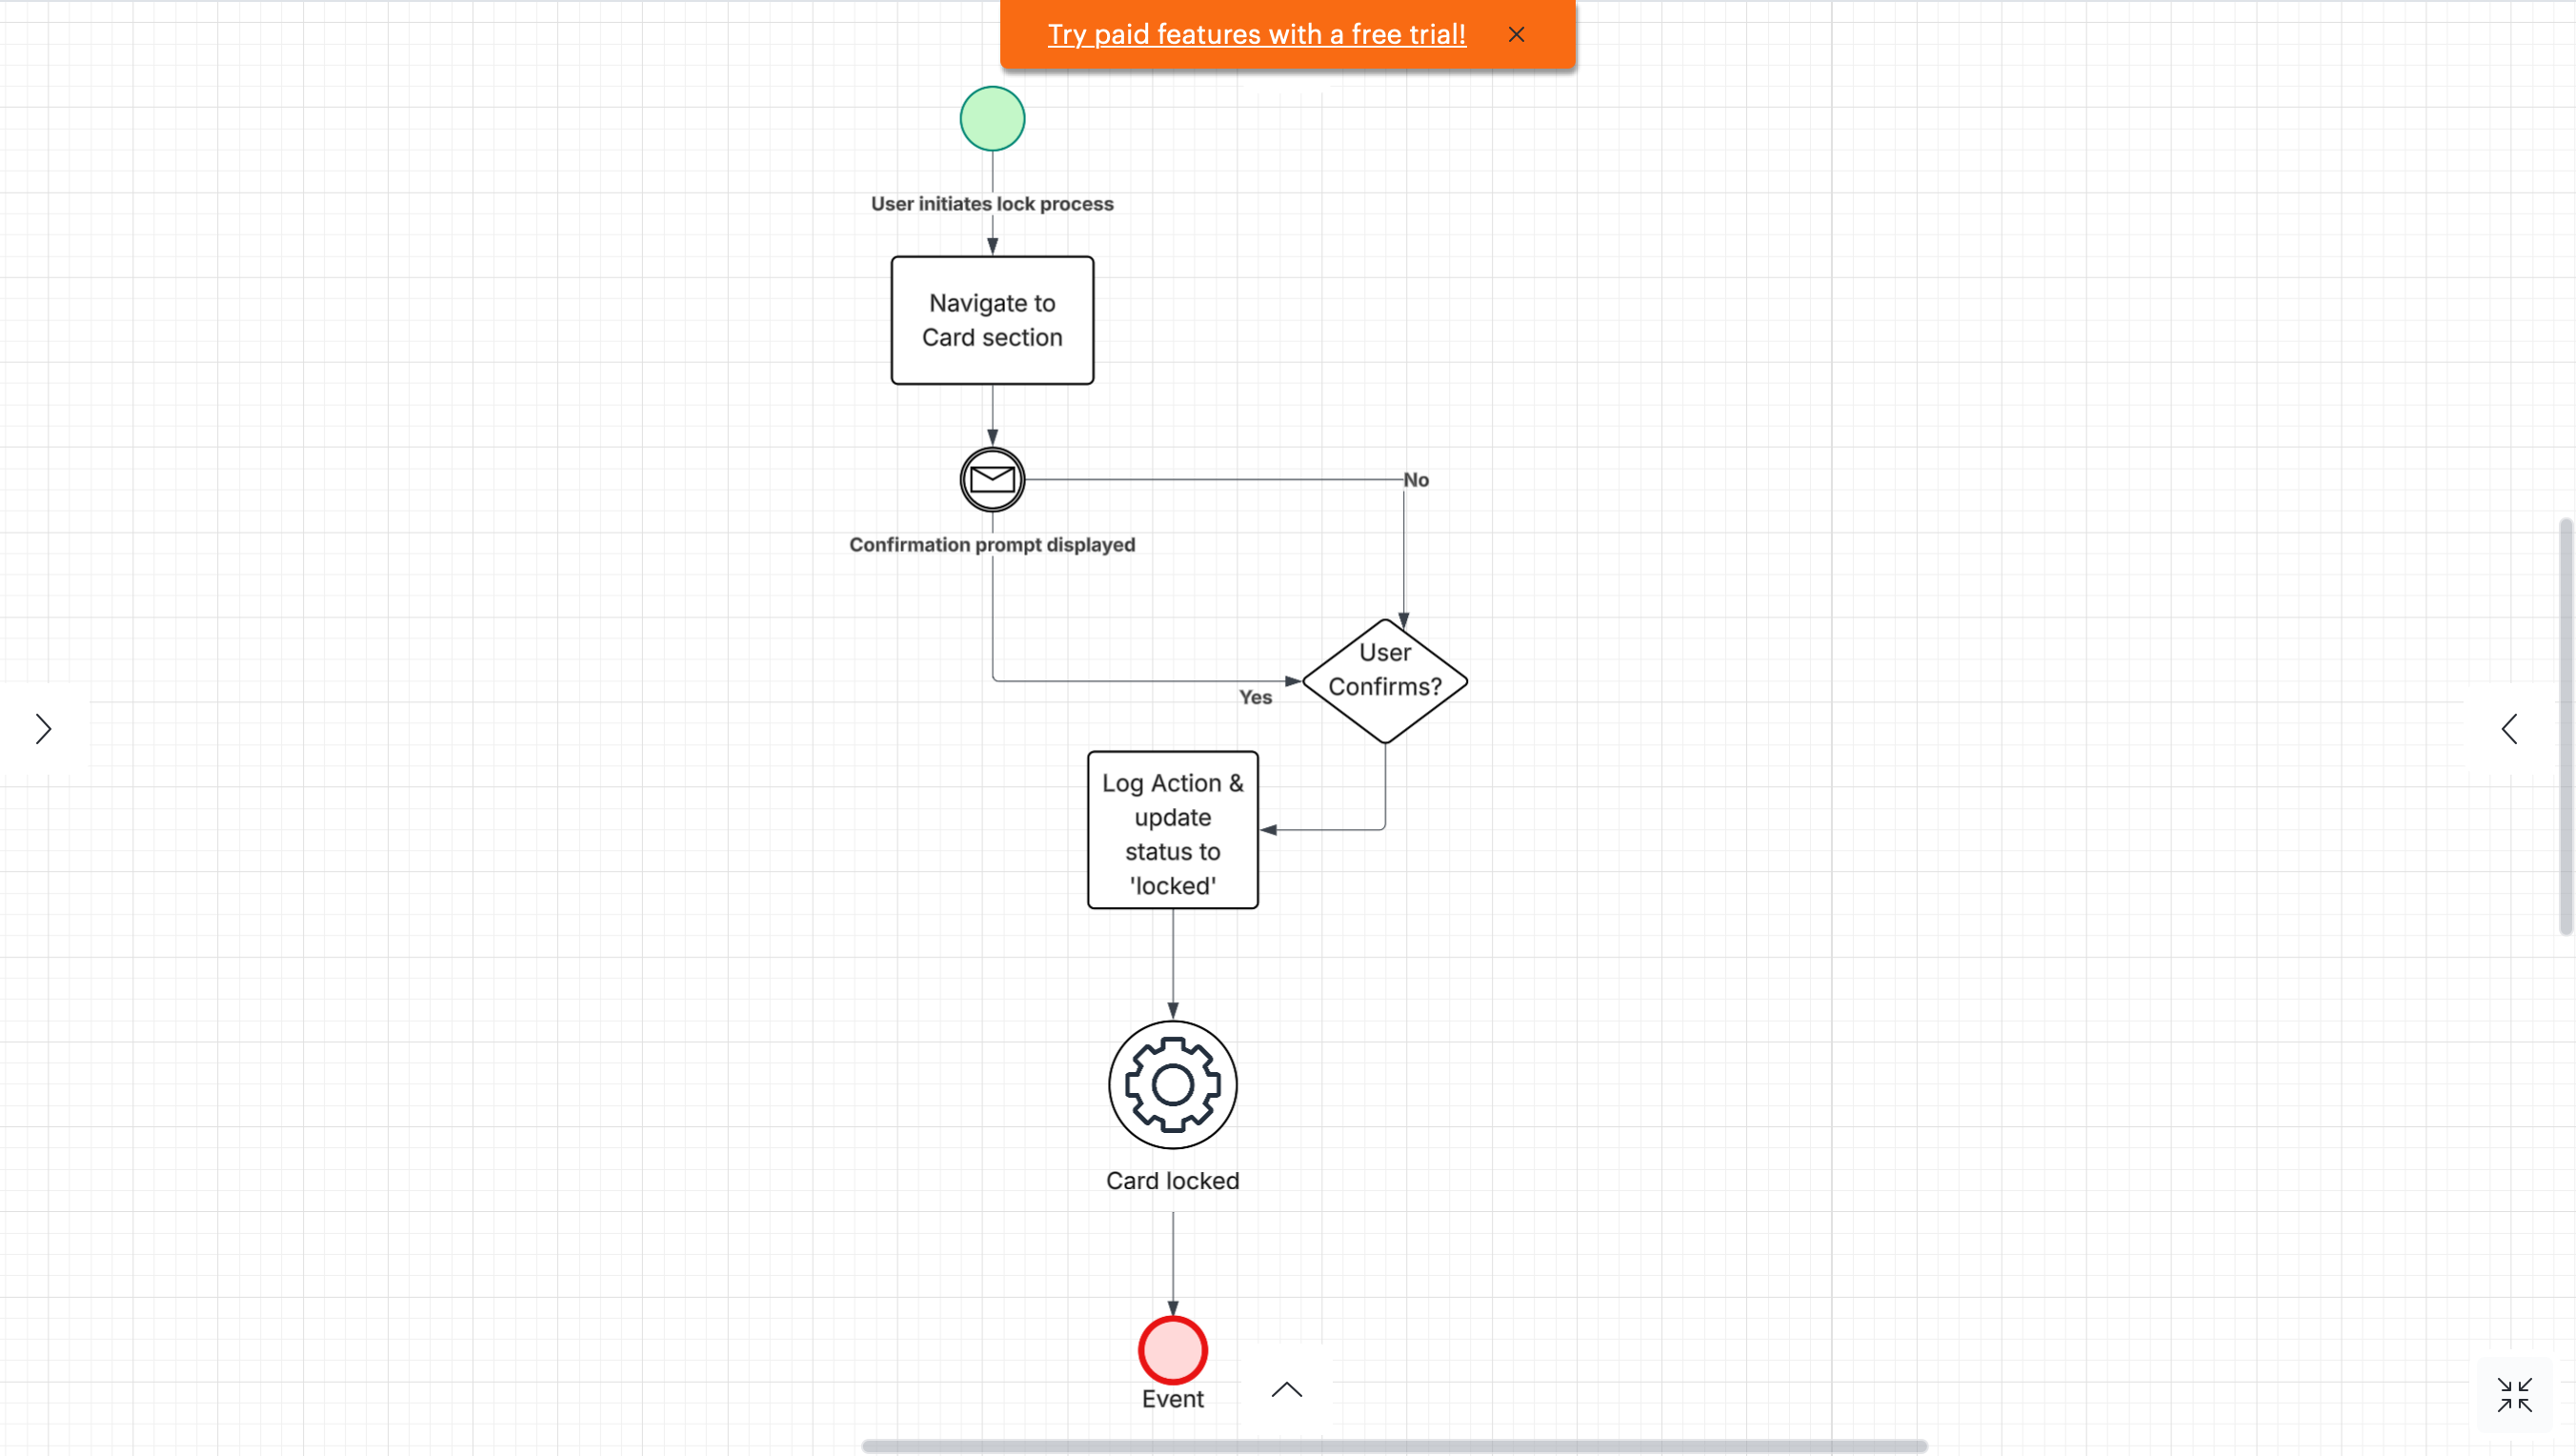 Try paid features with a free trial!
User initiates lock process
Navigate to
Card section
No
Confirmation prompt displayed
User
Confirms?
Yes
Log Action &
update
status to
'locked'
Card locked
Event